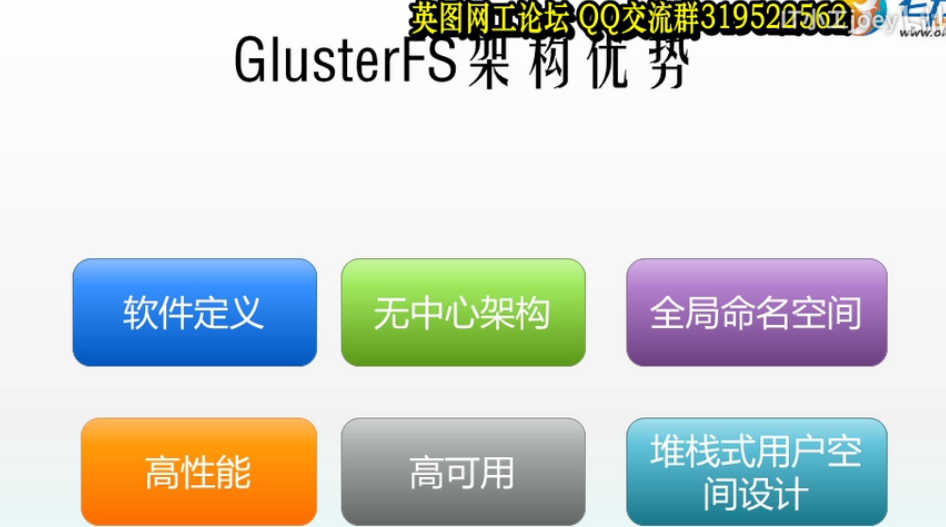 英图网工论坛 QQ交流群319522562
GlusterFS架构优势
软件定义
无中心架构
全局命名空间
高性能
高可用
堆栈式用户空
间设计